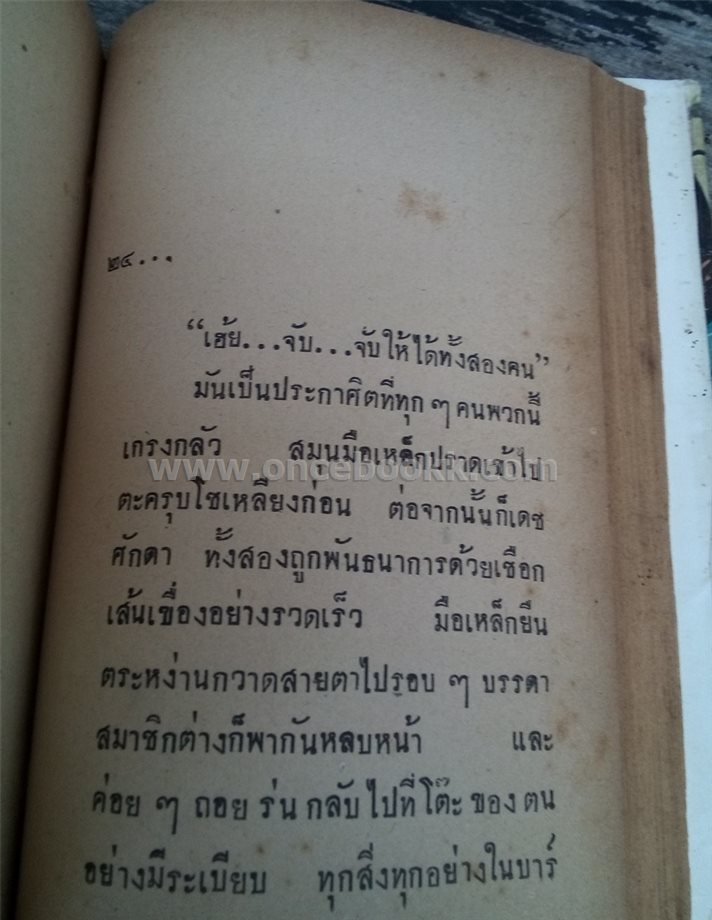 ๒๔...
“เฮ้ย...จับ...จับให้ได้ทั้งสองคน”
มันเป็นประกาศิตที่ทุก ๆ คนพวกนี้
เกรงกลัว สมุนมือเหล็กปราดเข้าไป
www.oncebookk.com
ตะครุบโซเหลียงก่อน ต่อจากนั้นก็เดช
ศักดา ทั้งสองถูกพันธนาการด้วยเชือก
เส้นเขื่องอย่างรวดเร็ว มือเหล็กยืน
ตระหง่านกวาดสายตาไปรอบ ๆ บรรดา
สมาชิกต่างก็พากันหลบหน้า และ
ค่อย ๆ ถอยร่นกลับไปที่โต๊ะของตน
อย่างมีระเบียบ ทุกสิ่งทุกอย่างในบาร์